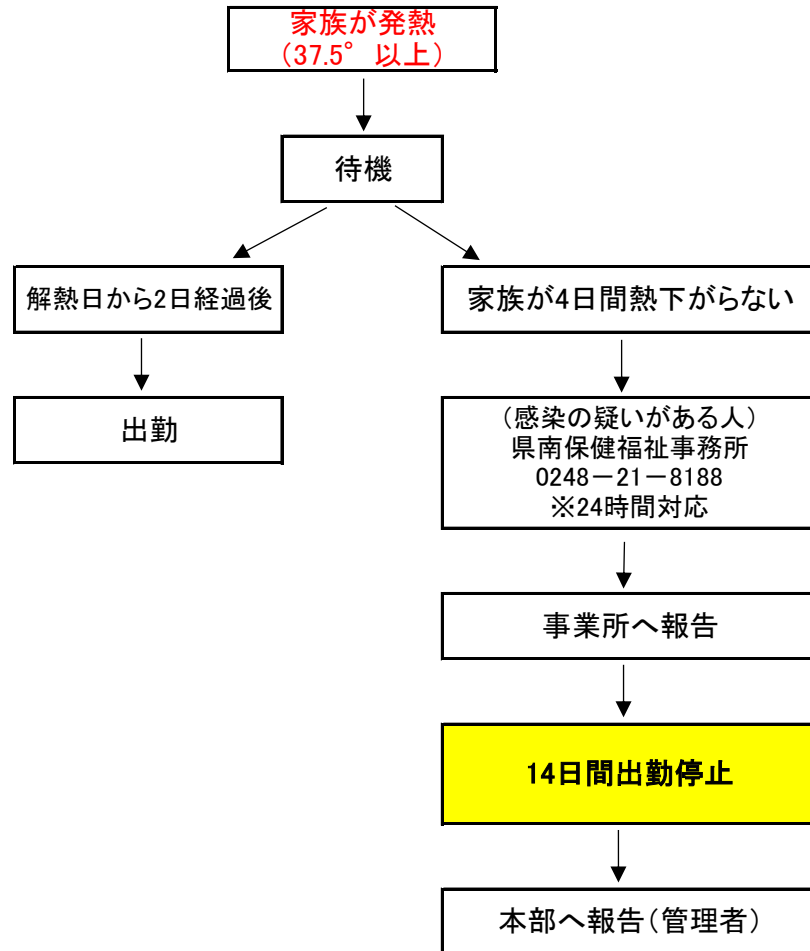 家族が発熱
（37.5°以上）
待機
解熱日から2日経過後
家族が4日間熱下がらない
出勤
（感染の疑いがある人）
県南保健福祉事務所
0248－21－8188
※24時間対応
事業所へ報告
14日間出勤停止
本部へ報告（管理者）